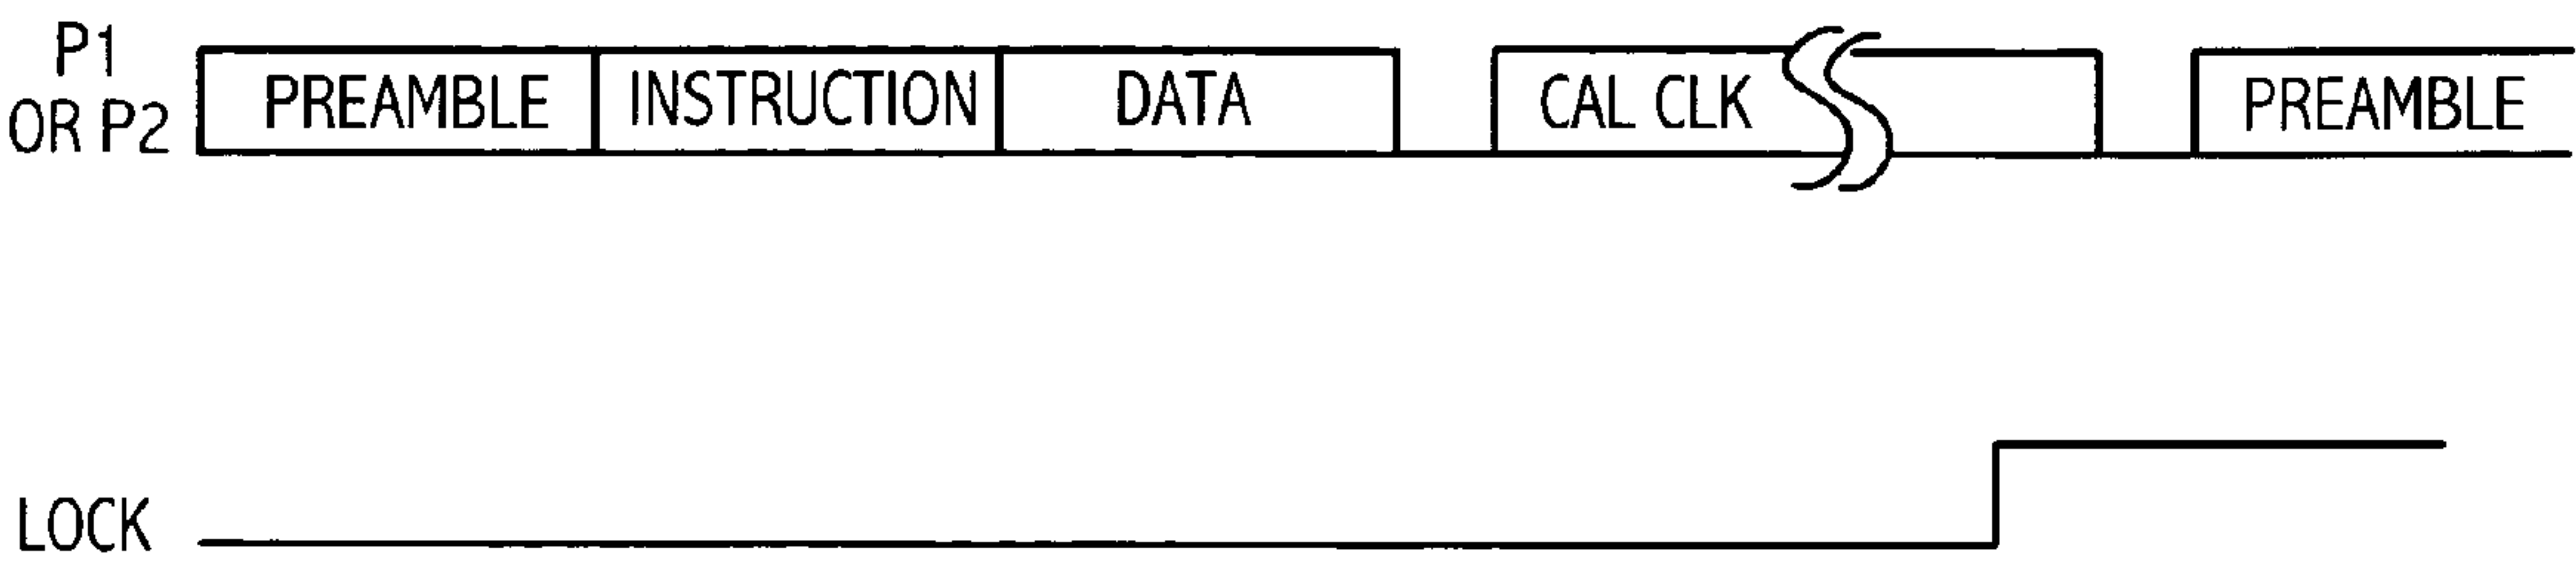 P1
OR P2
PREAMBLE
INSTRUCTION
DATA
CAL CLK
PREAMBLE
LOCK